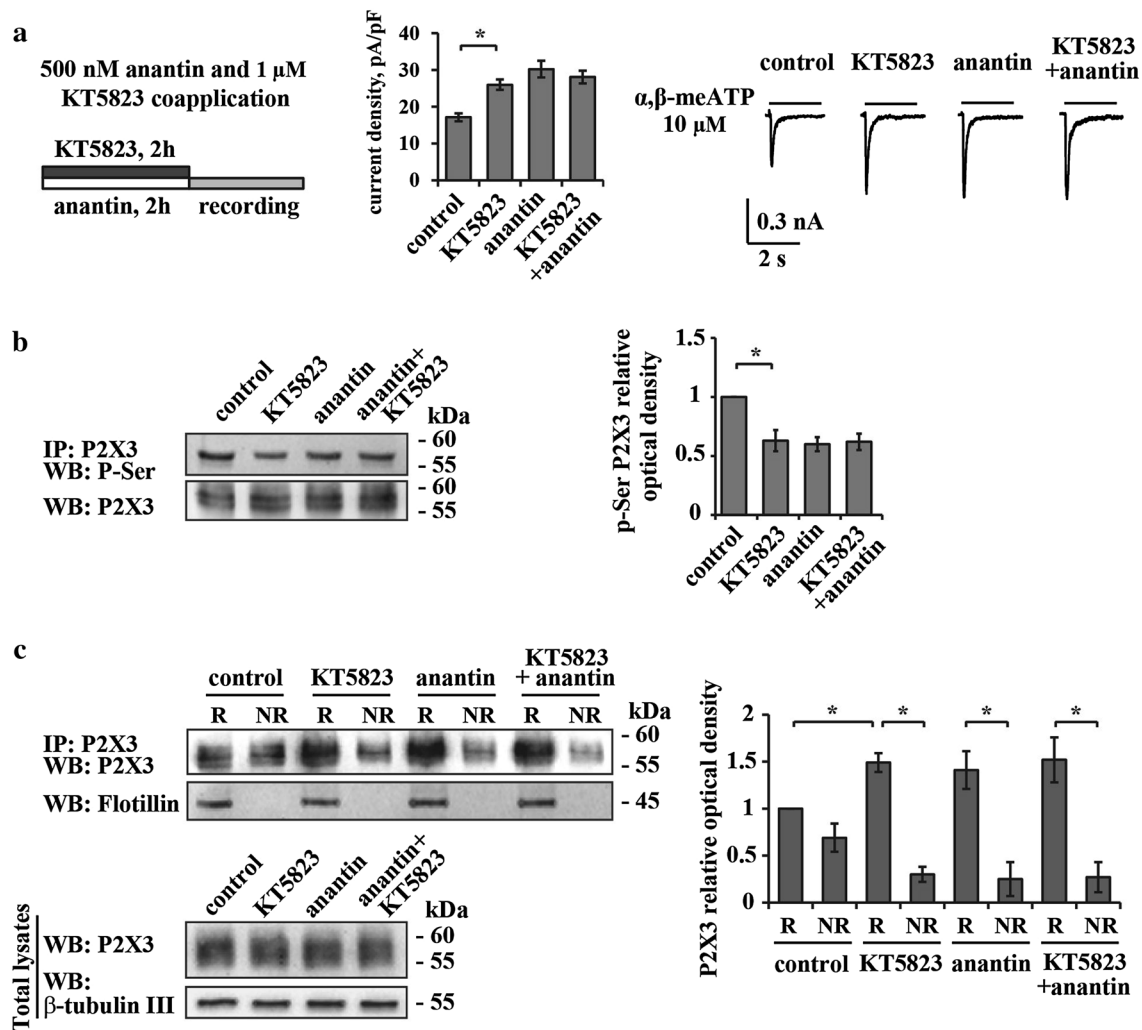 a
500 nM anantin and 1 µM
KT5823 coapplication
KT5823, 2h
anantin, 2h
recording
current density, pA/pF
40
30
20
10
0
*
control
KT5823
anantin
KT5823
+anantin
control
KT5823
anantin
KT5823
+anantin
α,β-meATP
10 µM
0.3 nA
2 s
b
control
KT5823
anantin
anantin+
KT5823
kDa
IP: P2X3
WB: P-Ser
- 60
- 55
WB: P2X3
- 60
- 55
p-Ser P2X3 relative
optical density
1.5
1
0.5
0
*
control
KT5823
anantin
KT5823
+anantin
c
control
KT5823
anantin
KT5823
+ anantin
R NR R NR R NR R NR
kDa
IP: P2X3
WB: P2X3
- 60
- 55
WB: Flotillin
- 45
control
KT5823
anantin
anantin+
KT5823
kDa
Total lysates
WB: P2X3
- 60
- 55
WB:
β-tubulin III
- 55
P2X3 relative optical density
2
1.5
1
0.5
0
* * * *
R NR R NR R NR R NR
control
KT5823
anantin
KT5823
+anantin